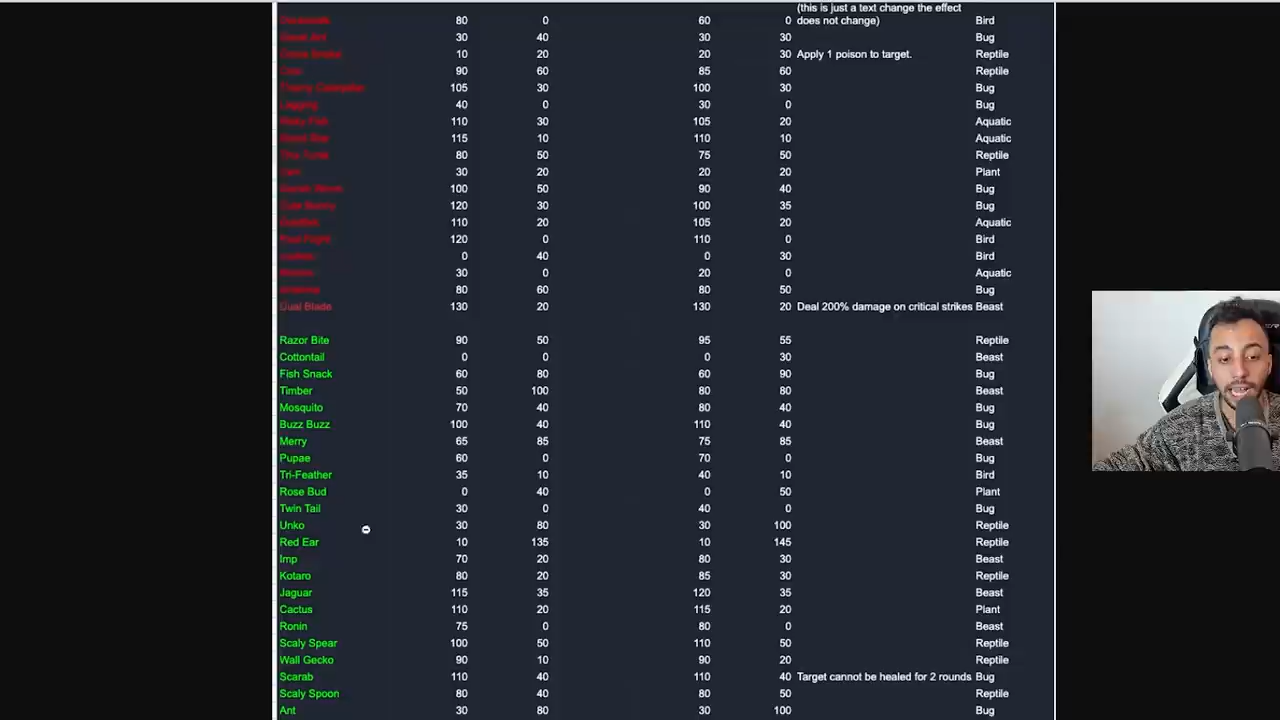 (this is just a text change the effect
80 0 60 0 does not change) Bird
30 40 30 30 Bug
10 20 20 30 Apply 1 poison to target. Reptile
90 60 85 60 Reptile
105 30 100 30 Bug
40 0 30 0 Bug
110 30 105 20 Aquatic
115 10 110 10 Aquatic
80 50 75 50 Reptile
30 20 20 20 Plant
100 50 90 40 Bug
120 30 100 35 Bug
110 20 105 20 Aquatic
120 0 110 0 Bird
0 40 0 30 Bird
30 0 20 0 Aquatic
80 60 80 50 Bug
Dual Blade 130 20 130 20 Deal 200% damage on critical strikes Beast
Razor Bite 90 50 95 55 Reptile
Cottontail 0 0 0 30 Beast
Fish Snack 60 80 60 90 Bug
Timber 50 100 80 80 Beast
Mosquito 70 40 80 40 Bug
Buzz Buzz 100 40 110 40 Bug
Merry 65 85 75 85 Beast
Pupae 60 0 70 0 Bug
Tri-Feather 35 10 40 10 Bird
Rose Bud 0 40 0 50 Plant
Twin Tail 30 0 40 0 Bug
Unko 30 80 30 100 Reptile
Red Ear 10 135 10 145 Reptile
Imp 70 20 80 30 Beast
Kotaro 80 20 85 30 Reptile
Jaguar 115 35 120 35 Beast
Cactus 110 20 115 20 Plant
Ronin 75 0 80 0 Beast
Scaly Spear 100 50 110 50 Reptile
Wall Gecko 90 10 90 20 Reptile
Scarab 110 40 110 40 Target cannot be healed for 2 rounds Bug
Scaly Spoon 80 40 80 50 Reptile
Ant 30 80 30 100 Bug